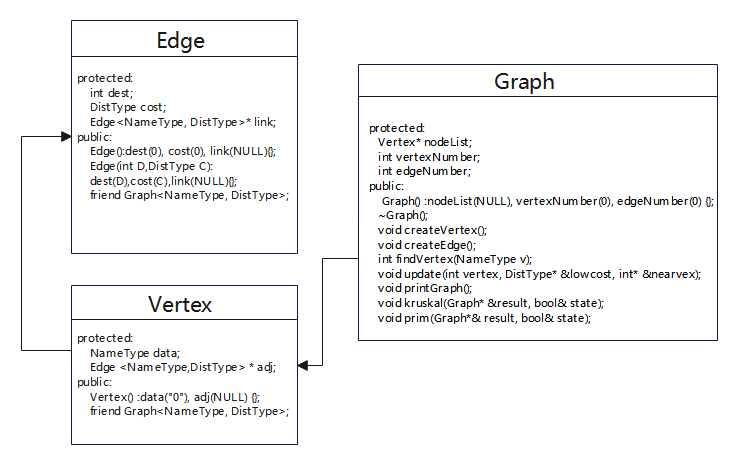 Edge
protected:
int dest;
DistType cost;
Edge<NameType, DistType>* link;
public:
Edge():dest(0), cost(0), link(NULL){};
Edge(int D,DistType C):
dest(D),cost(C),link(NULL){};
friend Graph<NameType, DistType>;
Vertex
protected:
NameType data;
Edge <NameType,DistType> * adj;
public:
Vertex() :data("0"), adj(NULL) {};
friend Graph<NameType, DistType>;
Graph
protected:
Vertex* nodeList;
int vertexNumber;
int edgeNumber;
public:
Graph() :nodeList(NULL), vertexNumber(0), edgeNumber(0) {};
~Graph();
void createVertex();
void createEdge();
int findVertex(NameType v);
void update(int vertex, DistType* &lowcost, int* &nearvex);
void printGraph();
void kruskal(Graph* &result, bool& state);
void prim(Graph*& result, bool& state);